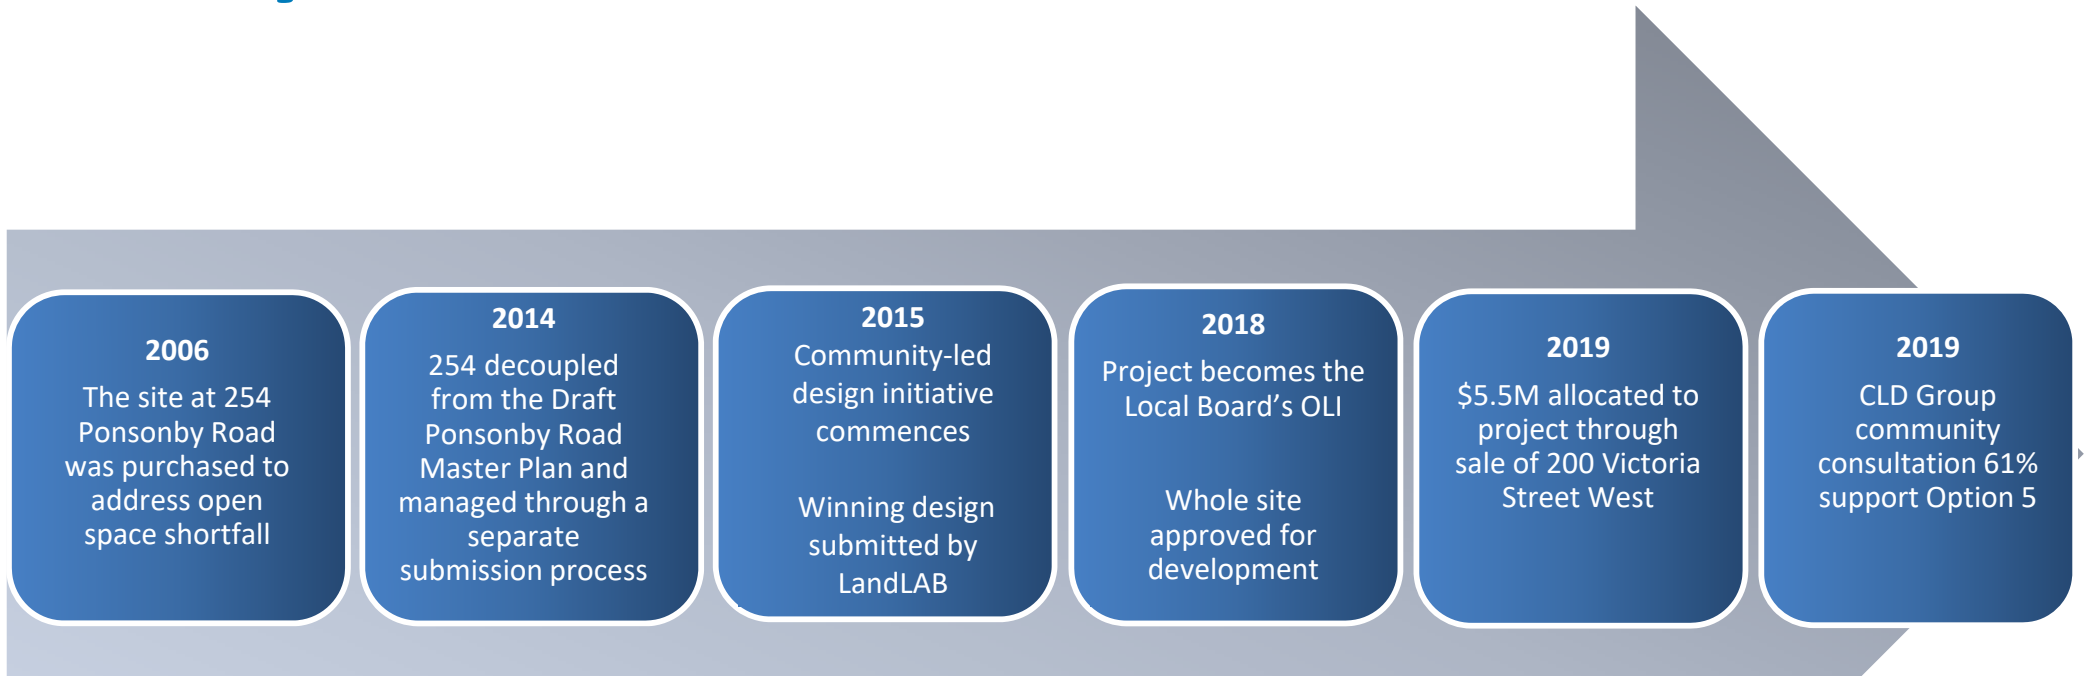 2006
The site at 254
Ponsonby Road
was purchased to
address open
space shortfall
2014
254 decoupled
from the Draft
Ponsonby Road
Master Plan and
managed through a
separate
submission process
2015
Community-led
design initiative
commences
Winning design
submitted by
LandLAB
2018
Project becomes the
Local Board’s OLI
Whole site
approved for
development
2019
$5.5M allocated to
project through
sale of 200 Victoria
Street West
2019
CLD Group
community
consultation 61%
support Option 5